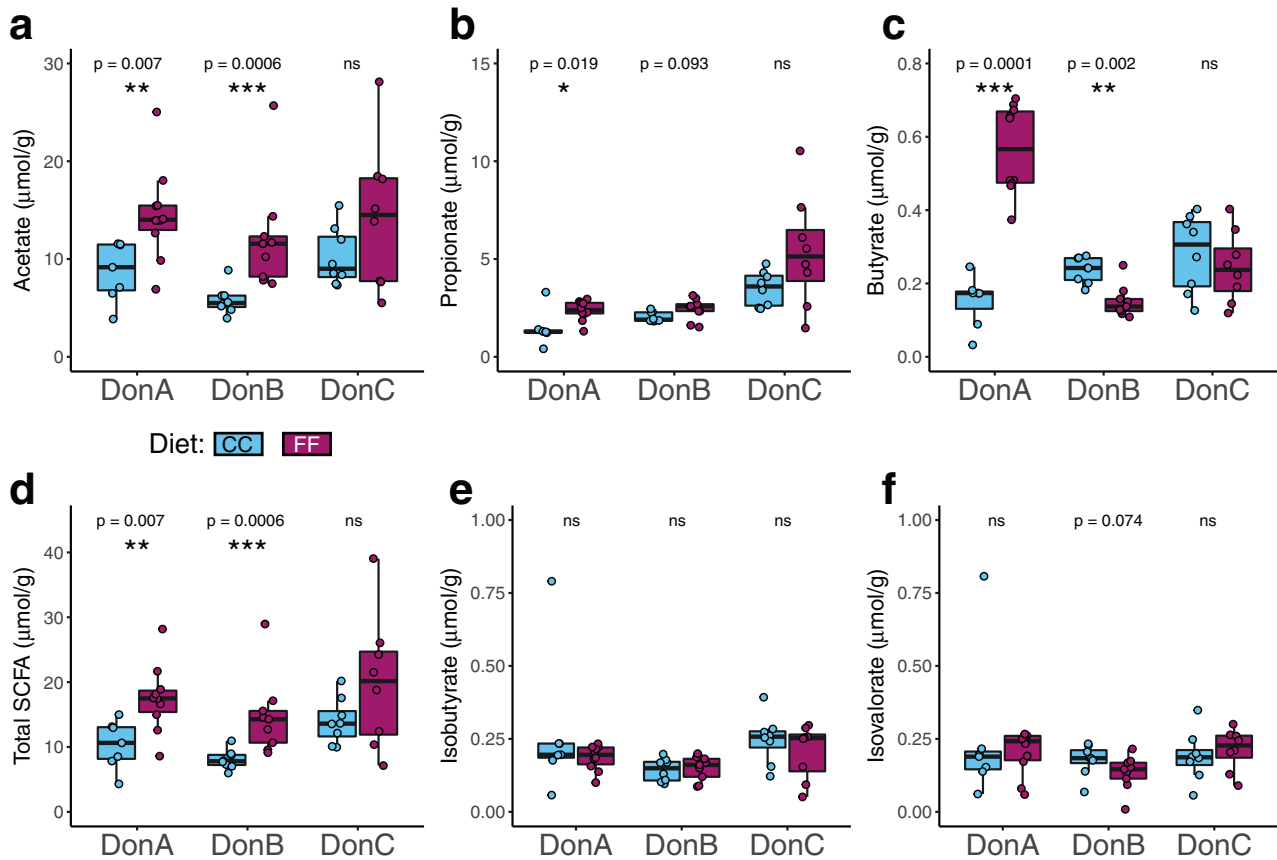 a
Acetate (μmol/g)
30
20
10
0
p = 0.007
p = 0.0006
ns
**
***
DonA
DonB
DonC
b
Propionate (μmol/g)
15
10
5
0
p = 0.019
p = 0.093
ns
*
DonA
DonB
DonC
c
Butyrate (μmol/g)
0.8
0.6
0.4
0.2
0.0
p = 0.0001
p = 0.002
ns
***
**
DonA
DonB
DonC
Diet: CC FF
d
Total SCFA (μmol/g)
40
30
20
10
0
p = 0.007
p = 0.0006
ns
**
***
DonA
DonB
DonC
e
Isobutyrate (μmol/g)
1.00
0.75
0.50
0.25
0.00
ns
ns
ns
DonA
DonB
DonC
f
Isovalorate (μmol/g)
1.00
0.75
0.50
0.25
0.00
ns
p = 0.074
ns
DonA
DonB
DonC